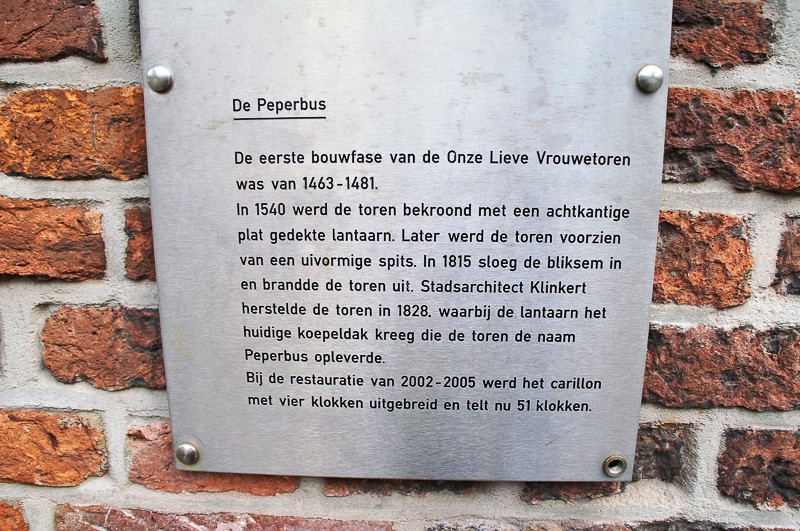 De Peperbus
De eerste bouwfase van de Onze Lieve Vrouwetoren
was van 1463-1481.
In 1540 werd de toren bekroond met een achtkantige
plat gedekte lantaarn. Later werd de toren voorzien
van een uivormige spits. In 1815 sloeg de bliksem in
en brandde de toren uit. Stadsarchitect Klinkert
herstelde de toren in 1828, waarbij de lantaarn het
huidige koepeldak kreeg die de toren de naam
Peperbus opleverde.
Bij de restauratie van 2002-2005 werd het carillon
met vier klokken uitgebreid en telt nu 51 klokken.